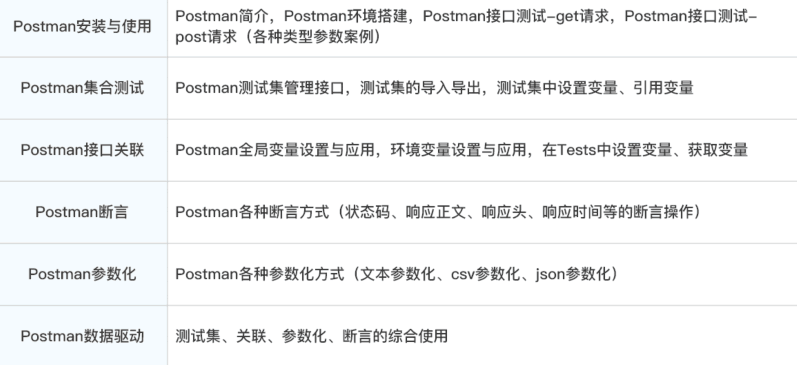 Postman安装与使用
Postman简介，Postman环境搭建，Postman接口测试-get请求，Postman接口测试-
post请求（各种类型参数案例）
Postman集合测试
Postman测试集管理接口，测试集的导入导出，测试集中设置变量、引用变量
Postman接口关联
Postman全局变量设置与应用，环境变量设置与应用，在Tests中设置变量、获取变量
Postman断言
Postman各种断言方式（状态码、响应正文、响应头、响应时间等的断言操作）
Postman参数化
Postman各种参数化方式（文本参数化、csv参数化、json参数化）
Postman数据驱动
测试集、关联、参数化、断言的综合使用